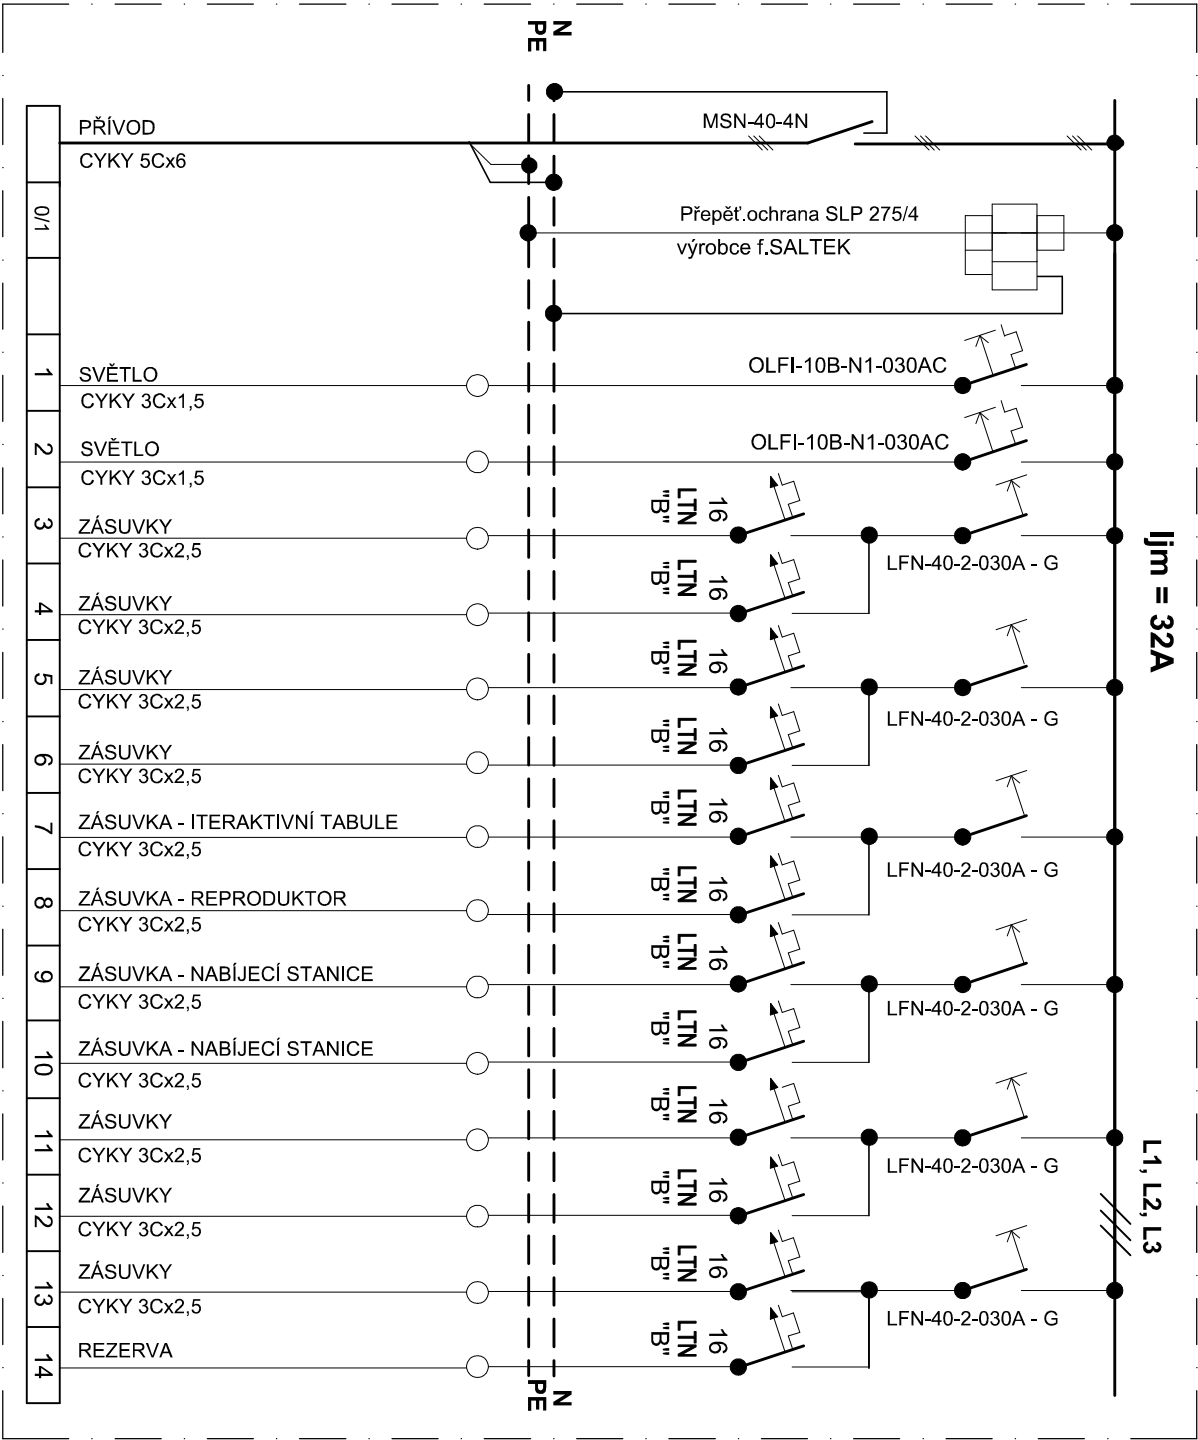 N
PE
PŘÍVOD
CYKY 5Cx6
MSN-40-4N
0/1
Přepěť.ochrana SLP 275/4
výrobce f.SALTEK
1
SVĚTLO
CYKY 3Cx1,5
OLFI-10B-N1-030AC
2
SVĚTLO
CYKY 3Cx1,5
OLFI-10B-N1-030AC
3
ZÁSUVKY
CYKY 3Cx2,5
16
LTN
"B"
LFN-40-2-030A - G
4
ZÁSUVKY
CYKY 3Cx2,5
16
LTN
"B"
5
ZÁSUVKY
CYKY 3Cx2,5
16
LTN
"B"
LFN-40-2-030A - G
6
ZÁSUVKY
CYKY 3Cx2,5
16
LTN
"B"
7
ZÁSUVKA - ITERAKTIVNÍ TABULE
CYKY 3Cx2,5
16
LTN
"B"
LFN-40-2-030A - G
8
ZÁSUVKA - REPRODUKTOR
CYKY 3Cx2,5
16
LTN
"B"
9
ZÁSUVKA - NABÍJECÍ STANICE
CYKY 3Cx2,5
16
LTN
"B"
LFN-40-2-030A - G
10
ZÁSUVKA - NABÍJECÍ STANICE
CYKY 3Cx2,5
16
LTN
"B"
11
ZÁSUVKY
CYKY 3Cx2,5
16
LTN
"B"
LFN-40-2-030A - G
12
ZÁSUVKY
CYKY 3Cx2,5
16
LTN
"B"
13
ZÁSUVKY
CYKY 3Cx2,5
16
LTN
"B"
LFN-40-2-030A - G
14
REZERVA
16
LTN
"B"
N
PE
Ijm = 32A
L1, L2, L3